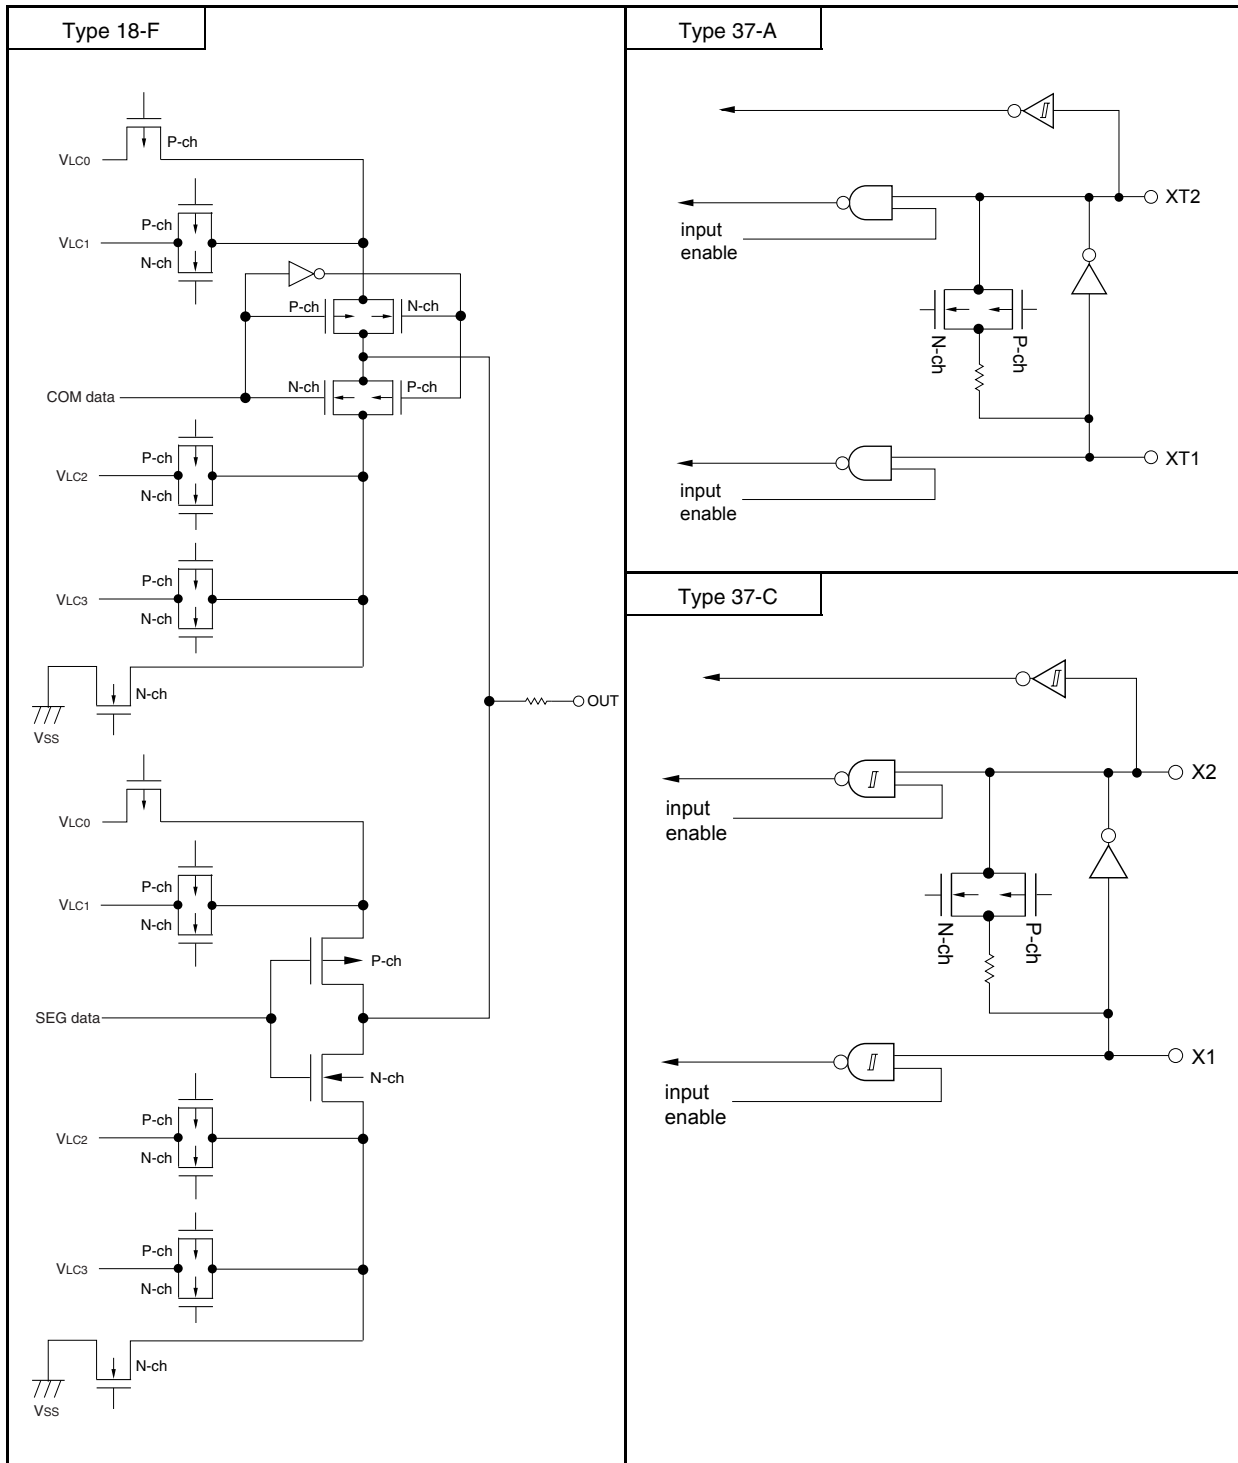 Type 18-F
P-ch
VLC0
P-ch
VLC1
N-ch
P-ch
N-ch
N-ch
P-ch
COM data
P-ch
VLC2
N-ch
P-ch
VLC3
N-ch
N-ch
VSS
OUT
VLC0
P-ch
VLC1
N-ch
P-ch
SEG data
N-ch
P-ch
VLC2
N-ch
P-ch
VLC3
N-ch
N-ch
VSS
Type 37-A
XT2
input
enable
N-ch
P-ch
XT1
input
enable
Type 37-C
X2
input
enable
N-ch
P-ch
X1
input
enable